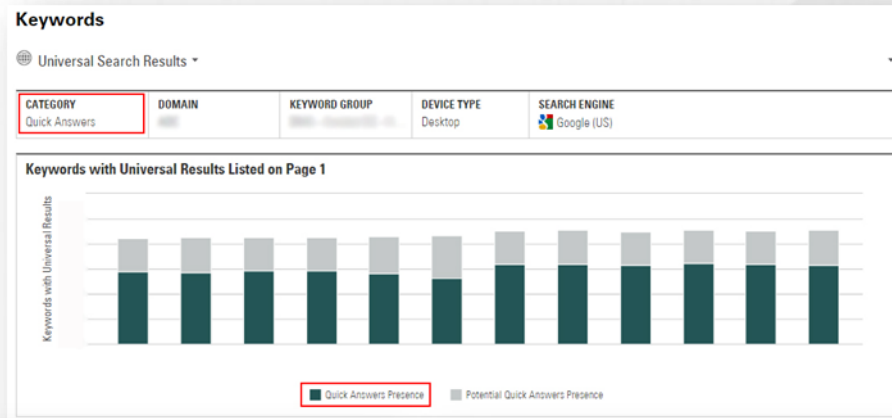 Keywords
Universal Search Results
CATEGORY DOMAIN KEYWORD GROUP DEVICE TYPE SEARCH ENGINE
Quick Answers Desktop Google (US)
Keywords with Universal Results Listed on Page 1
Keywords with Universal Results
Quick Answers Presence Potential Quick Answers Presence